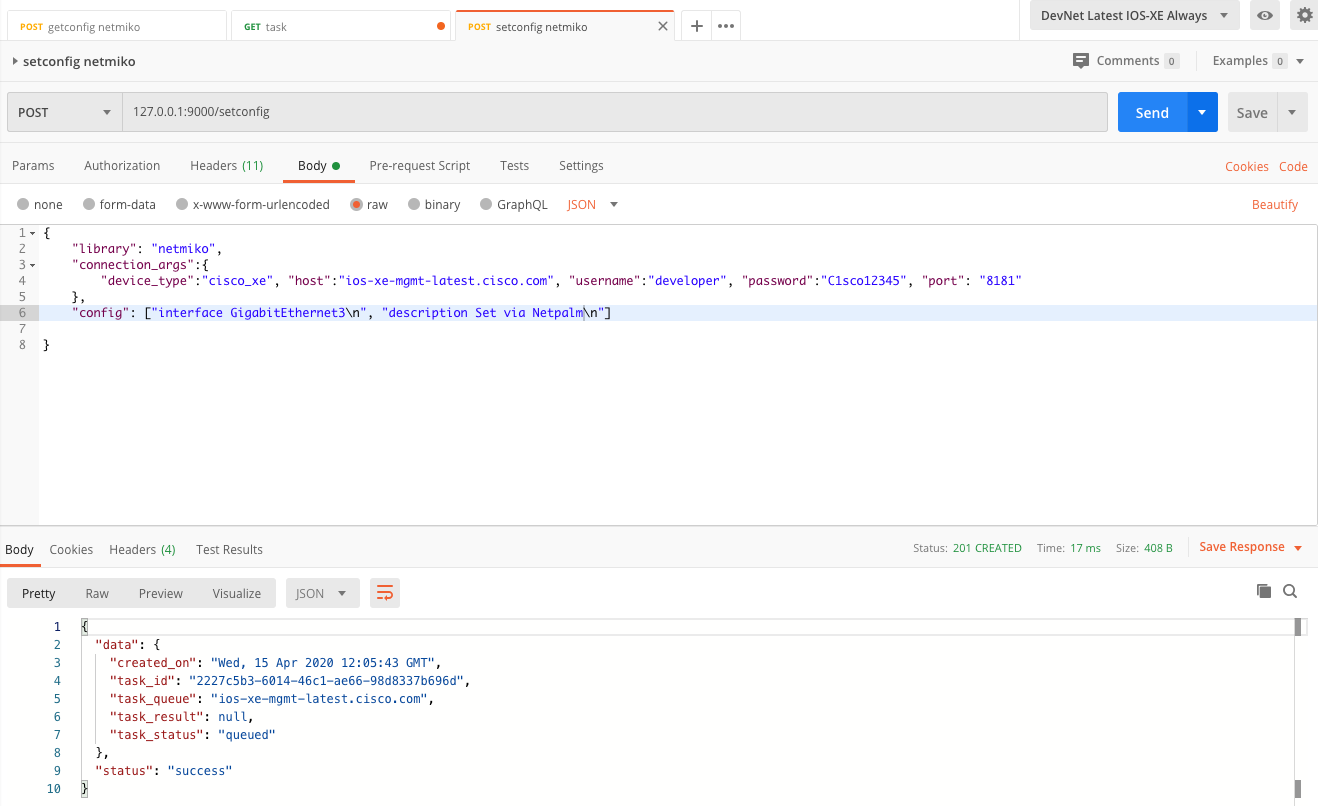 POST getconfig netmiko
GET task
POST setconfig netmiko
DevNet Latest IOS-XE Always
setconfig netmiko
Comments 0
Examples 0
POST
127.0.0.1:9000/setconfig
Send
Save
Params
Authorization
Headers (11)
Body
Pre-request Script
Tests
Settings
Cookies
Code
none
form-data
x-www-form-urlencoded
raw
binary
GraphQL
JSON
Beautify
1 {
2 "library": "netmiko",
3 "connection_args":{
4 "device_type":"cisco_xe", "host":"ios-xe-mgmt-latest.cisco.com", "username":"developer", "password":"C1sco12345", "port": "8181"
5 },
6 "config": ["interface GigabitEthernet3\n", "description Set via Netpalm\n"]
7
8 }
Body
Cookies
Headers (4)
Test Results
Status: 201 CREATED
Time: 17 ms
Size: 408 B
Save Response
Pretty
Raw
Preview
Visualize
JSON
1 {
2 "data": {
3 "created_on": "Wed, 15 Apr 2020 12:05:43 GMT",
4 "task_id": "2227c5b3-6014-46c1-ae66-98d8337b696d",
5 "task_queue": "ios-xe-mgmt-latest.cisco.com",
6 "task_result": null,
7 "task_status": "queued"
8 },
9 "status": "success"
10 }